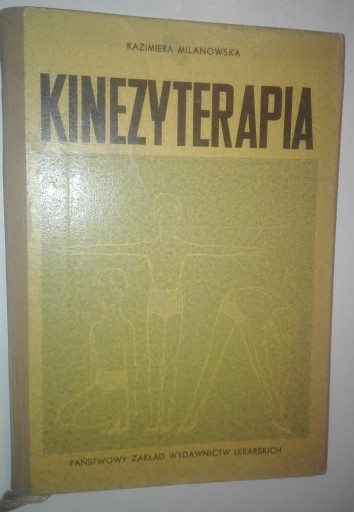 KAZIMIERA MILANOWSKA
KINEZYTERAPIA
PAŃSTWOWY ZAKŁAD WYDAWNICTW LEKARSKICH